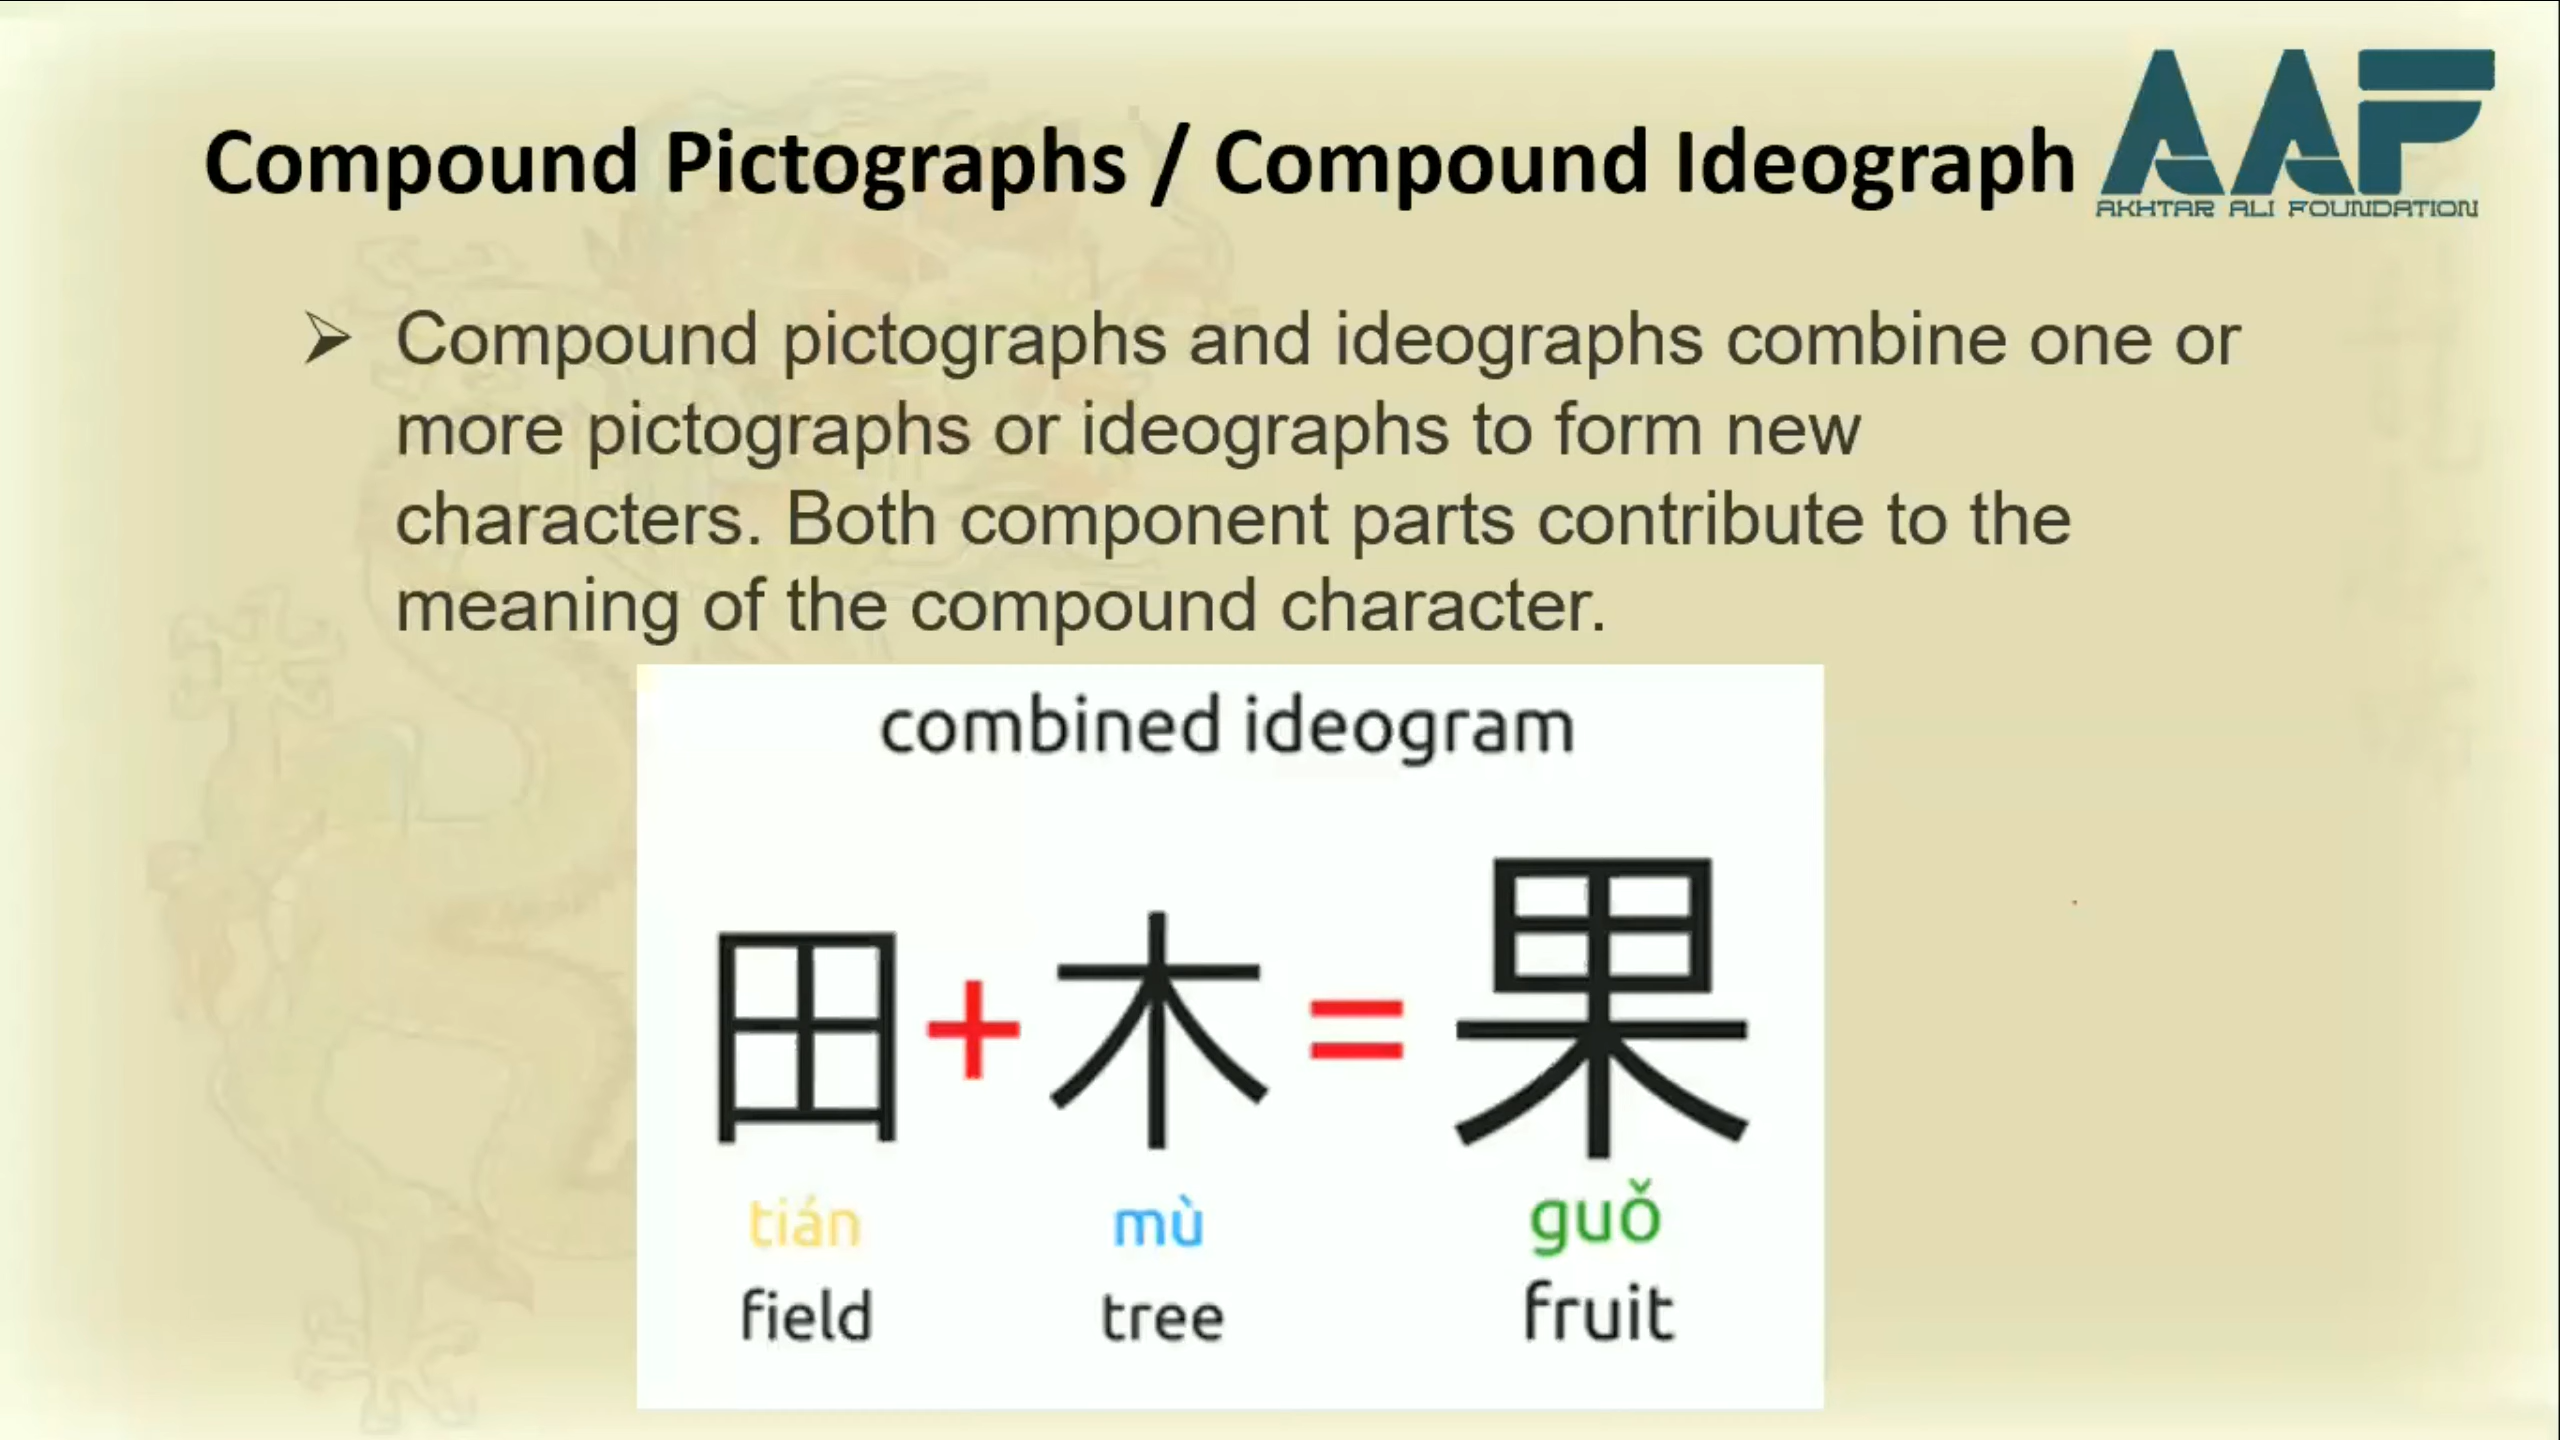 Compound Pictographs / Compound Ideograph
AAF
AKHTAR ALI FOUNDATION
➢ Compound pictographs and ideographs combine one or
more pictographs or ideographs to form new
characters. Both component parts contribute to the
meaning of the compound character.
combined ideogram
田 + 木 = 果
tián mù guǒ
field tree fruit